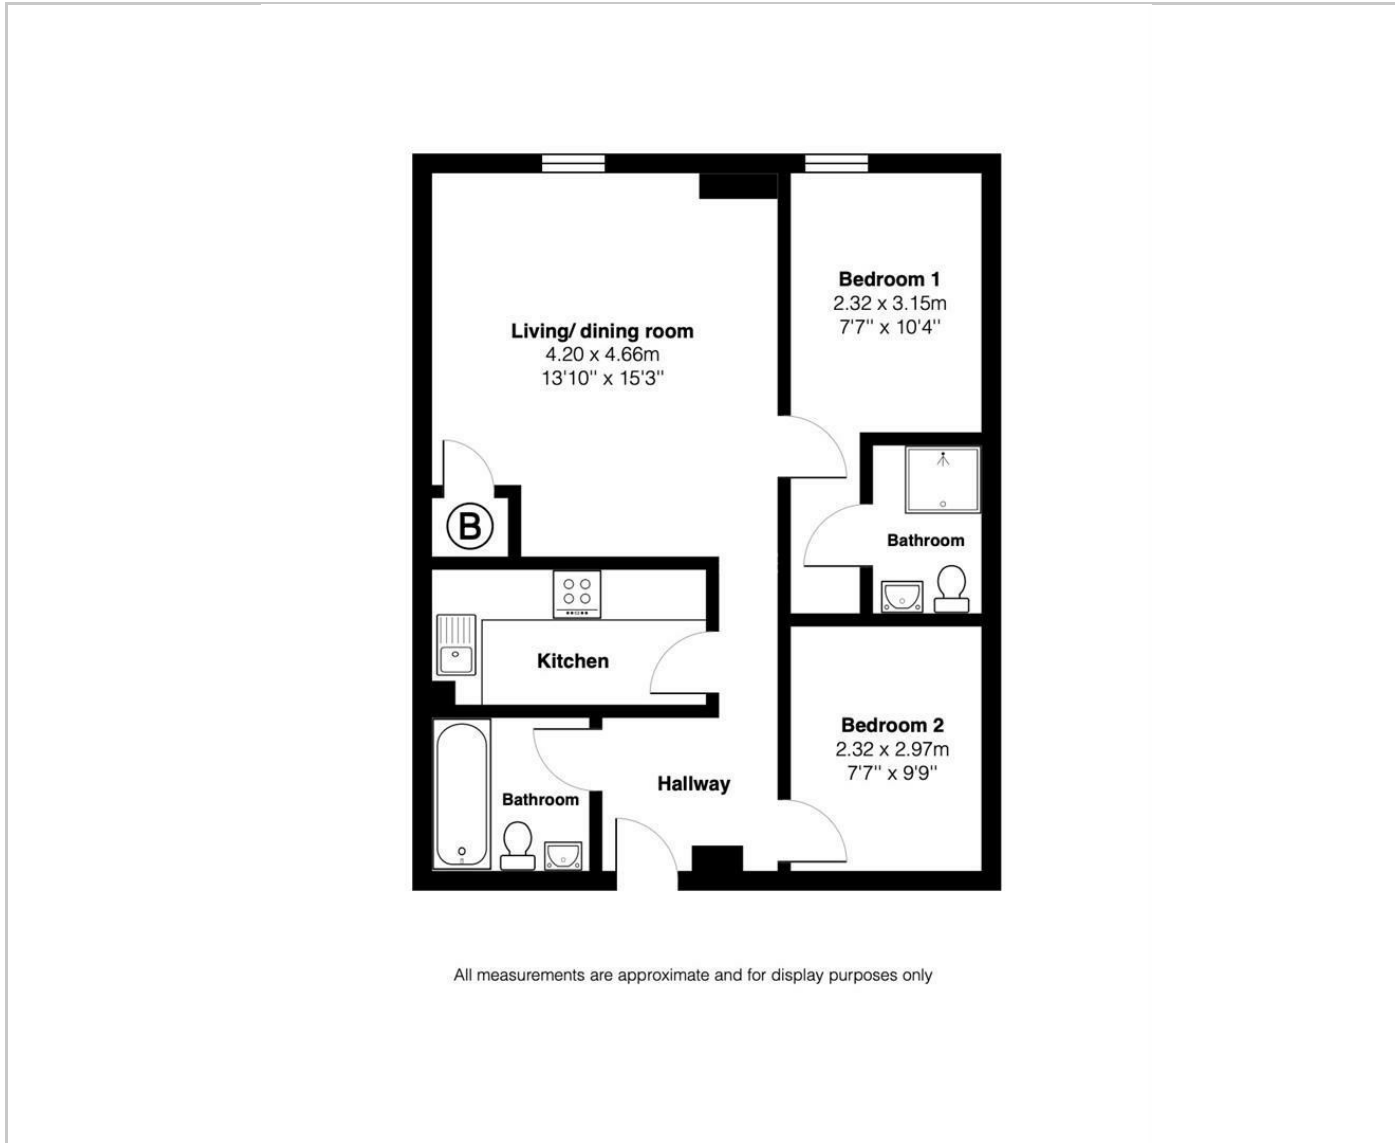 Living/ dining room
4.20 x 4.66m
13'10" x 15'3"
Bedroom 1
2.32 x 3.15m
7'7" x 10'4"
B
Bathroom
Kitchen
Bedroom 2
2.32 x 2.97m
7'7" x 9'9"
Hallway
Bathroom
All measurements are approximate and for display purposes only